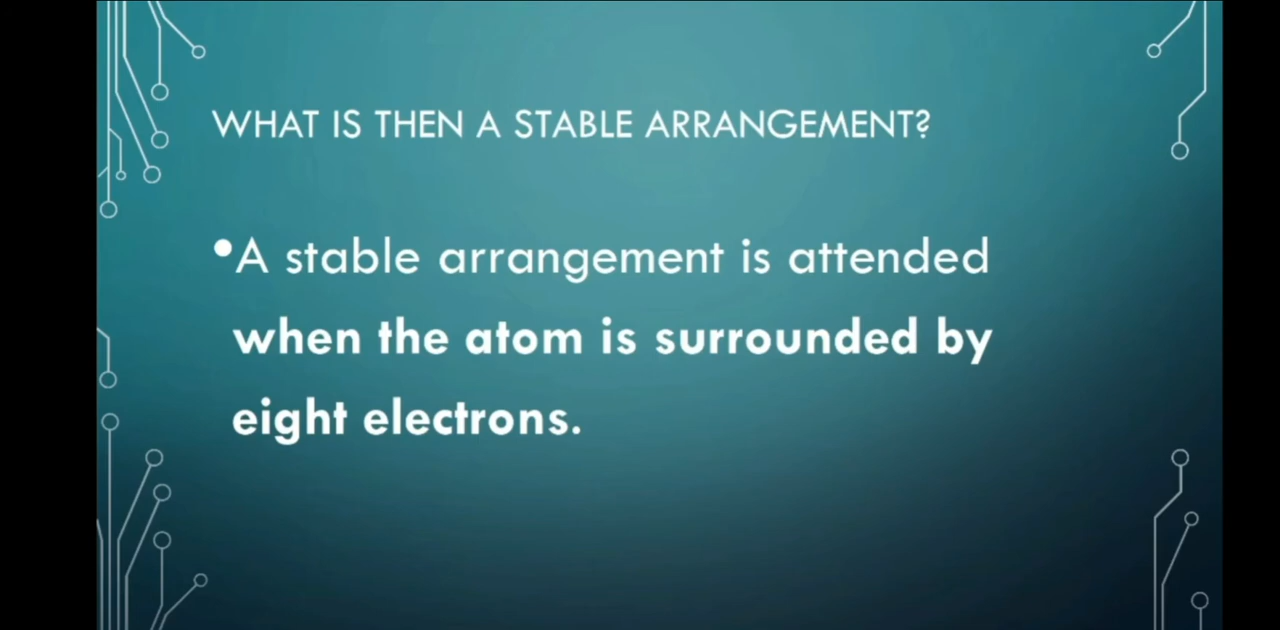 WHAT IS THEN A STABLE ARRANGEMENT?
•A stable arrangement is attended
when the atom is surrounded by
eight electrons.